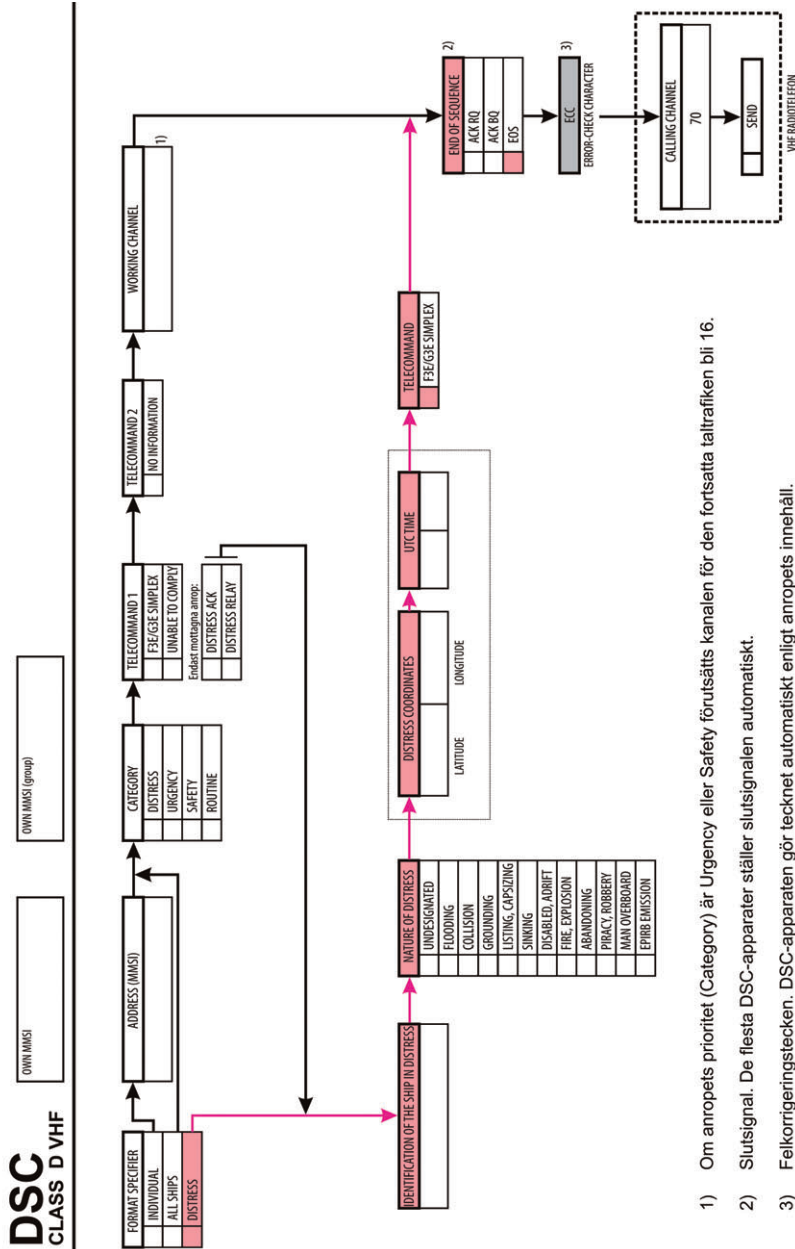 DSC
CLASS D VHF
OWN MMSI
OWN MMSI (group)
FORMAT SPECIFIER
INDIVIDUAL
ALL SHIPS
DISTRESS
ADDRESS (MMSI)
CATEGORY
DISTRESS
URGENCY
SAFETY
ROUTINE
TELECOMMAND 1
F3E/G3E SIMPLEX
UNABLE TO COMPLY
Endast mottagna anrop:
DISTRESS ACK
DISTRESS RELAY
TELECOMMAND 2
NO INFORMATION
WORKING CHANNEL
1)
IDENTIFICATION OF THE SHIP IN DISTRESS
NATURE OF DISTRESS
UNDESIGNATED
FLOODING
COLLISION
GROUNDING
LISTING, CAPSIZING
SINKING
DISABLED, ADRIFT
FIRE, EXPLOSION
ABANDONING
PIRACY, ROBBERY
MAN OVERBOARD
EPIRB EMISSION
DISTRESS COORDINATES
LATITUDE
LONGITUDE
UTC TIME
TELECOMMAND
F3E/G3E SIMPLEX
END OF SEQUENCE
2)
ACK RQ
ACK BQ
EOS
ECC
3)
ERROR-CHECK CHARACTER
CALLING CHANNEL
70
SEND
VHF RADIOTELEFON
1) Om anropets prioritet (Category) är Urgency eller Safety förutsätts kanalen för den fortsatta taltrafiken bli 16.
2) Slutsignal. De flesta DSC-apparater ställer slutsignalen automatiskt.
3) Felkorrigeringstecken. DSC-apparaten gör tecknet automatiskt enligt anropets innehåll.